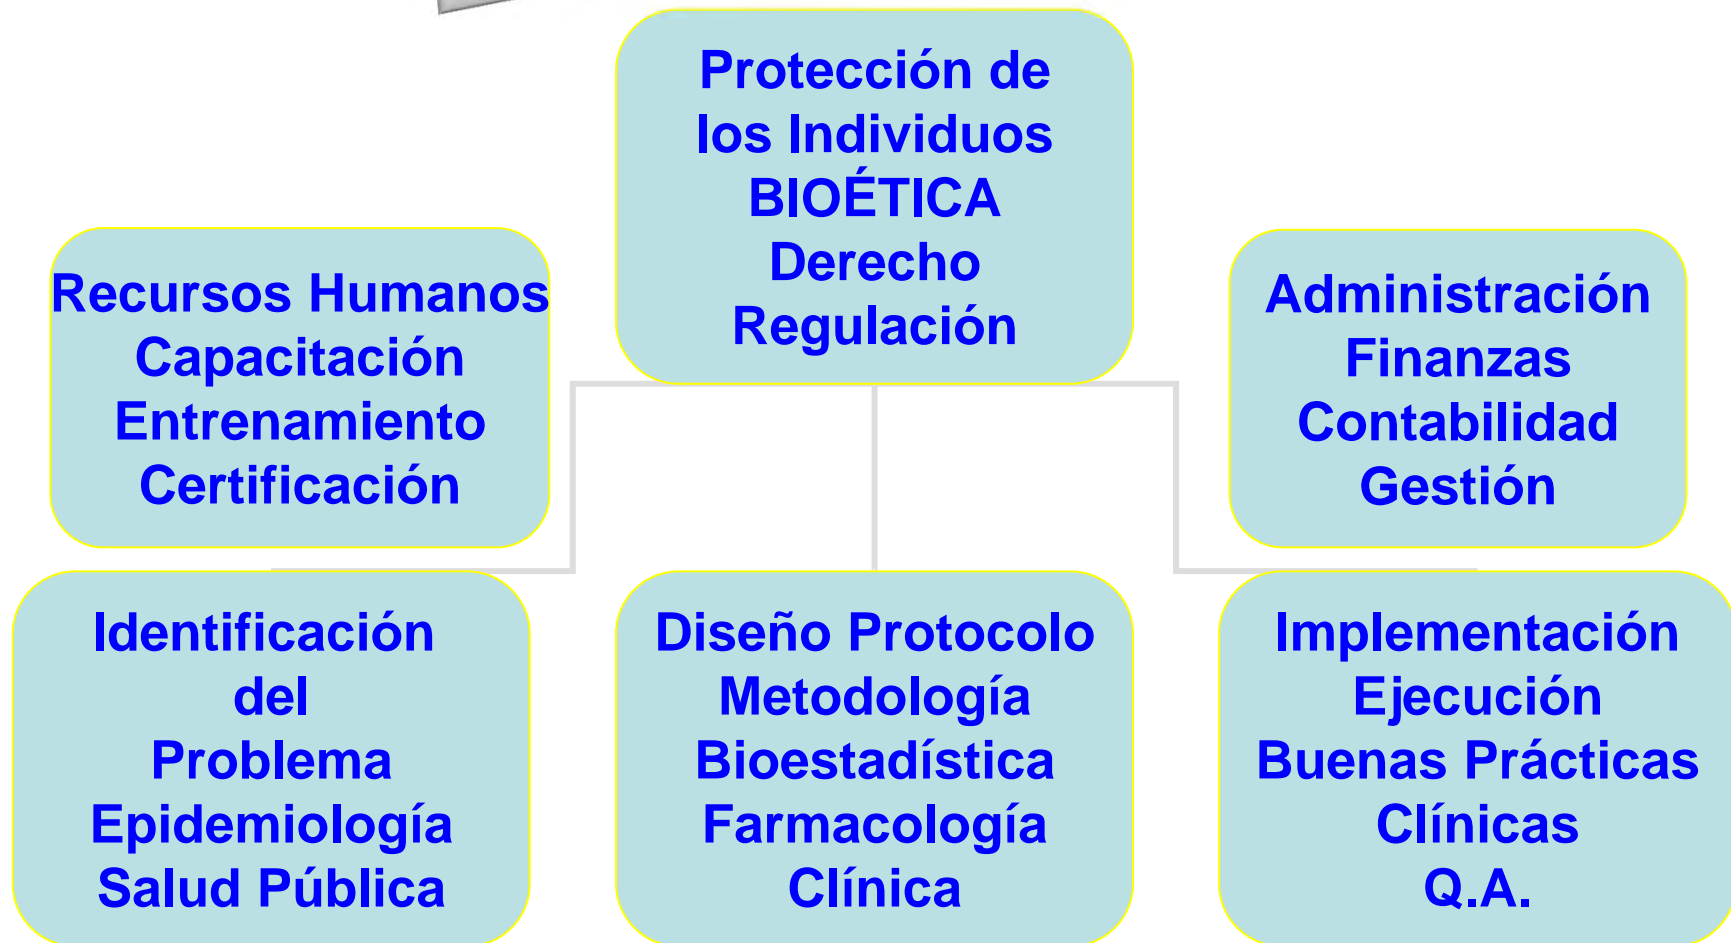 Protección de
los Individuos
BIOÉTICA
Derecho
Regulación
Recursos Humanos
Capacitación
Entrenamiento
Certificación
Administración
Finanzas
Contabilidad
Gestión
Identificación
del
Problema
Epidemiología
Salud Pública
Diseño Protocolo
Metodología
Bioestadística
Farmacología
Clínica
Implementación
Ejecución
Buenas Prácticas
Clínicas
Q.A.